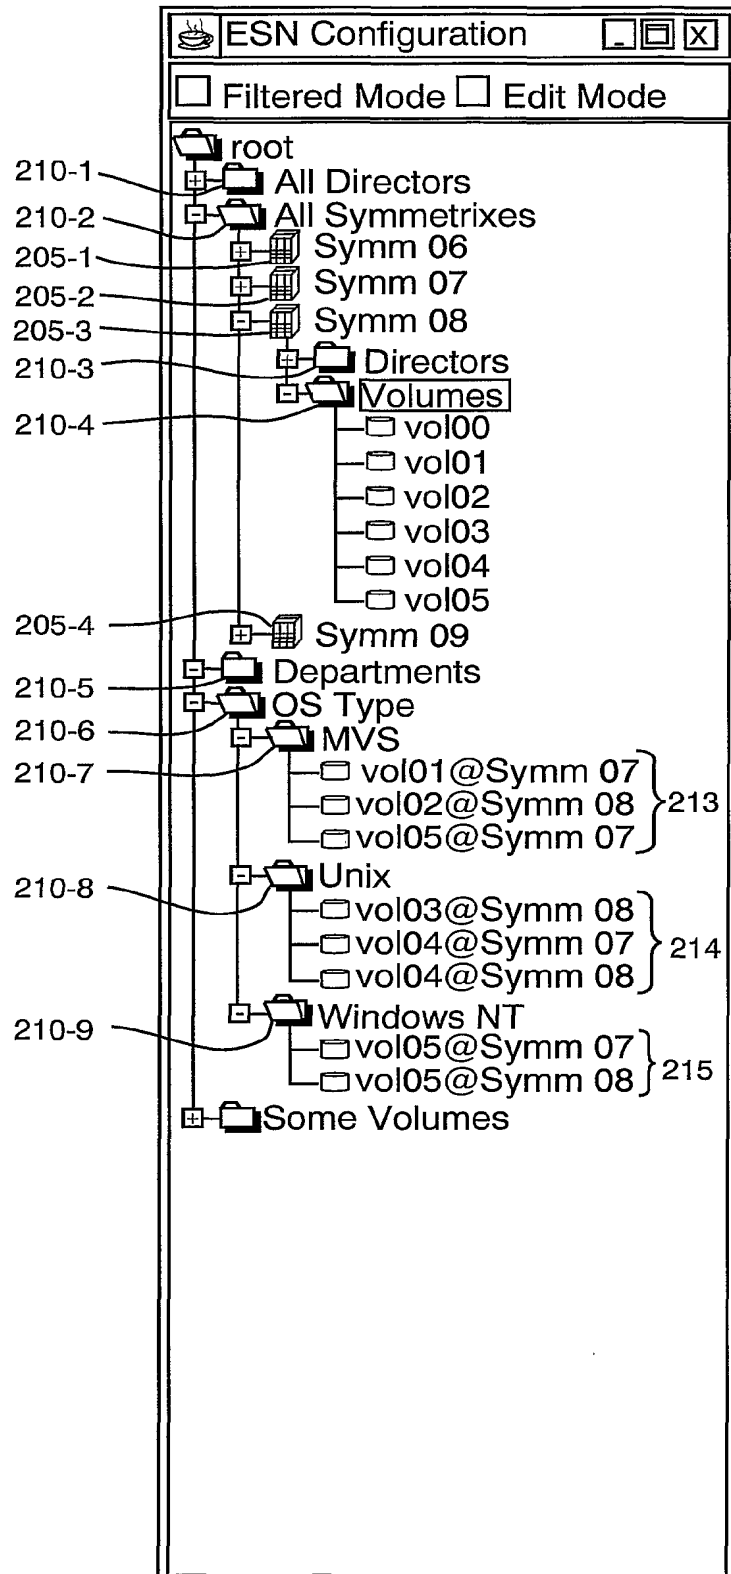 ESN Configuration
Filtered Mode Edit Mode
root
210-1 All Directors
210-2 All Symmetrixes
205-1 Symm 06
205-2 Symm 07
205-3 Symm 08
210-3 Directors
210-4 Volumes
vol00
vol01
vol02
vol03
vol04
vol05
205-4 Symm 09
210-5 Departments
210-6 OS Type
210-7 MVS
vol01@Symm 07
vol02@Symm 08 213
vol05@Symm 07
210-8 Unix
vol03@Symm 08
vol04@Symm 07 214
vol04@Symm 08
210-9 Windows NT
vol05@Symm 07
vol05@Symm 08 215
Some Volumes